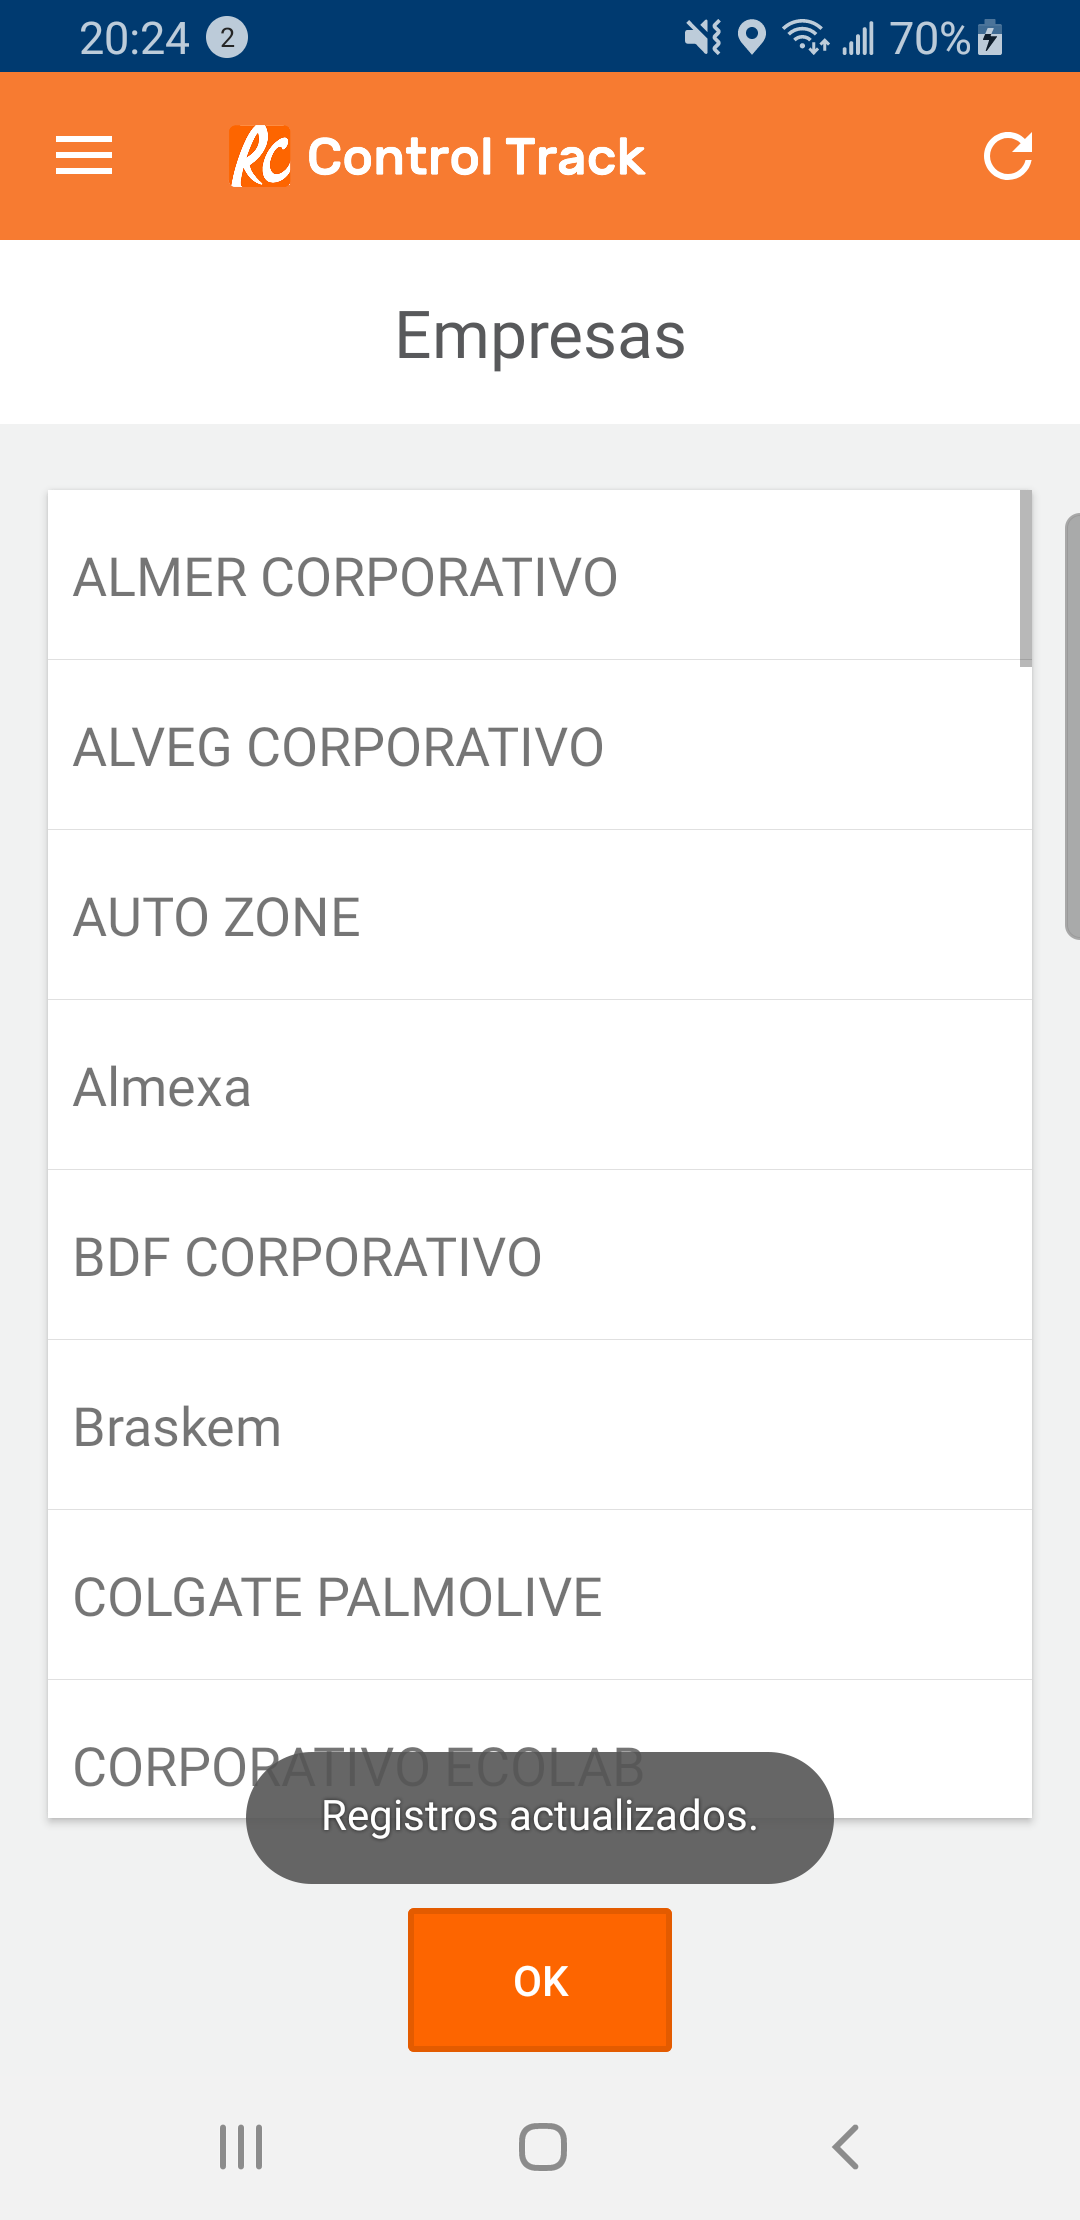 20:24 2 70%
RC Control Track
Empresas
ALMER CORPORATIVO
ALVEG CORPORATIVO
AUTO ZONE
Almexa
BDF CORPORATIVO
Braskem
COLGATE PALMOLIVE
CORPORATIVO ECOLAB
Registros actualizados.
OK